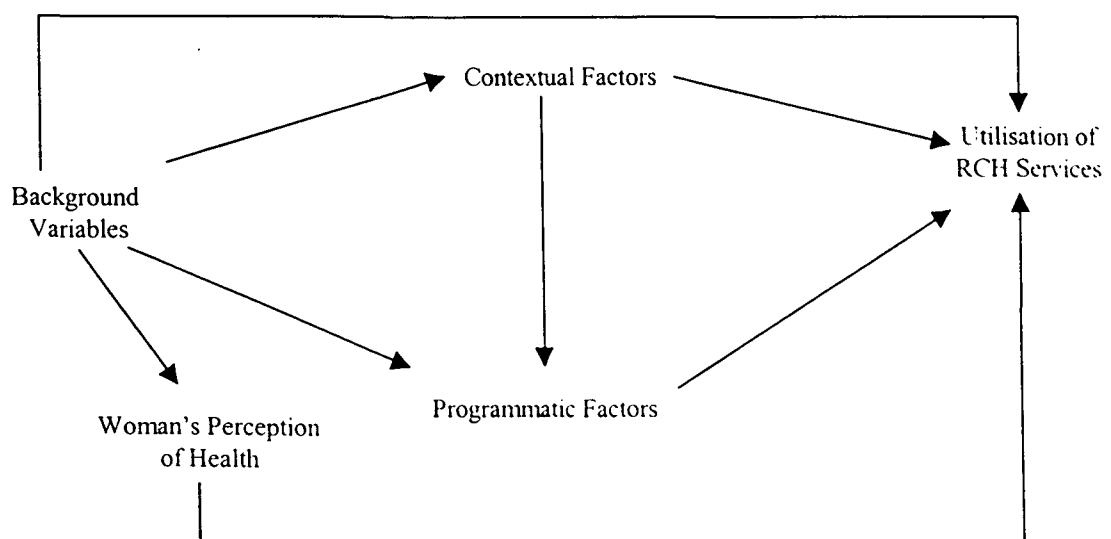 Contextual Factors
Utilisation of
RCH Services
Background
Variables
Programmatic Factors
Woman's Perception
of Health